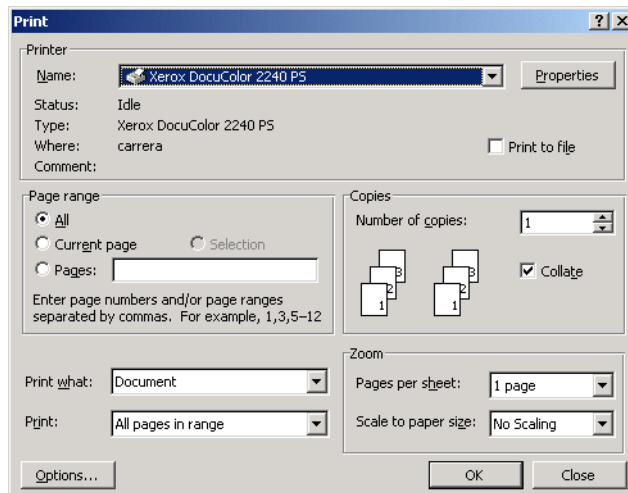 Print
Printer
Name: Xerox DocuColor 2240 PS Properties
Status: Idle
Type: Xerox DocuColor 2240 PS
Where: carrera Print to file
Comment:
Page range
All
Current page Selection
Pages:
Enter page numbers and/or page ranges
separated by commas. For example, 1,3,5–12
Copies
Number of copies: 1
3 3
2 2
1 1
Collate
Print what: Document
Print: All pages in range
Zoom
Pages per sheet: 1 page
Scale to paper size: No Scaling
Options... OK Close